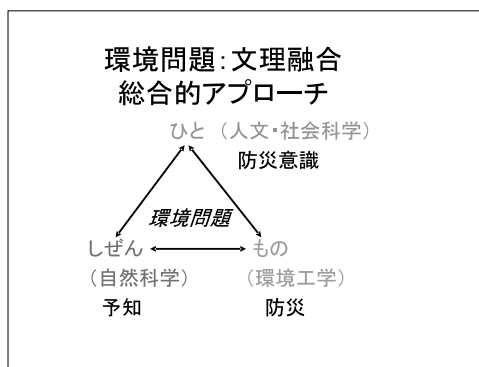 環境問題：文理融合
総合的アプローチ
ひと（人文・社会科学）
防災意識
環境問題
しぜん
もの
（自然科学）
（環境工学）
予知
防災